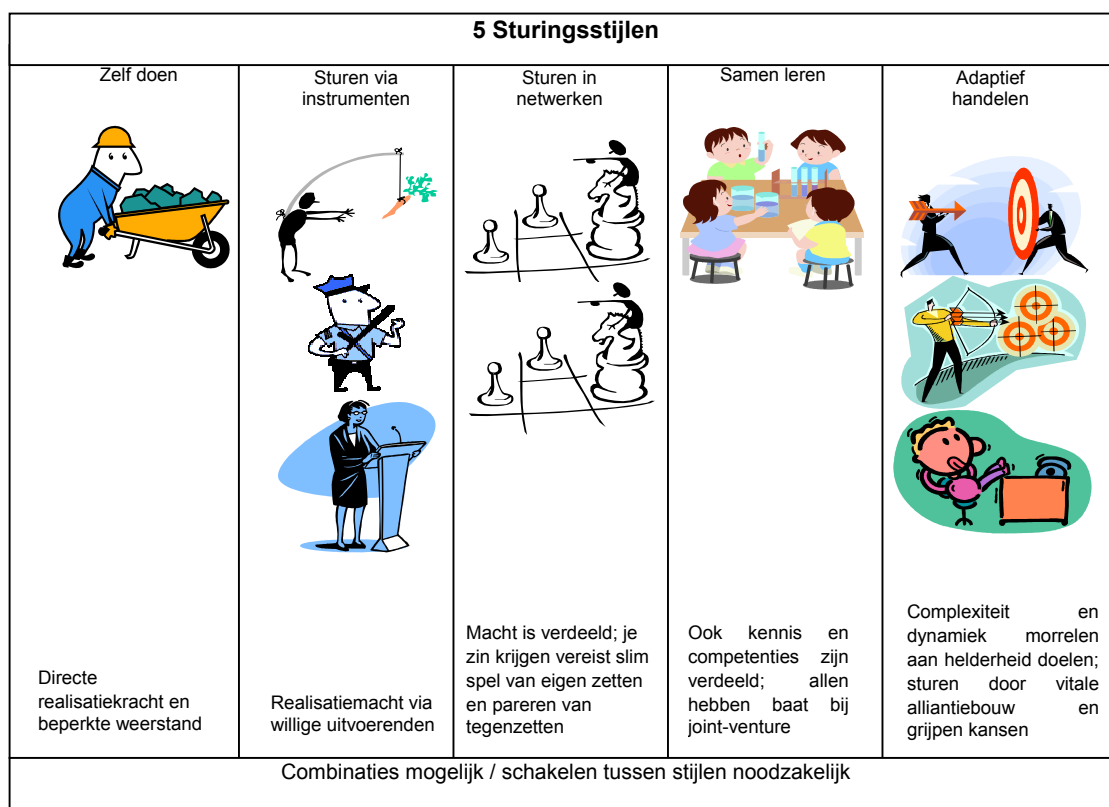 5 Sturingsstijlen
Zelf doen
Sturen via
instrumenten
Sturen in
netwerken
Samen leren
Adaptief
handelen
Directe
realisatiekracht en
beperkte weerstand
Realisatiemacht via
willige uitvoerenden
Macht is verdeeld; je
zin krijgen vereist slim
spel van eigen zetten
en pareren van
tegenzetten
Ook kennis en
competenties zijn
verdeeld; allen
hebben baat bij
joint-venture
Complexiteit en
dynamiek morrelen
aan helderheid doelen;
sturen door vitale
alliantiebouw en
grijpen kansen
Combinaties mogelijk / schakelen tussen stijlen noodzakelijk